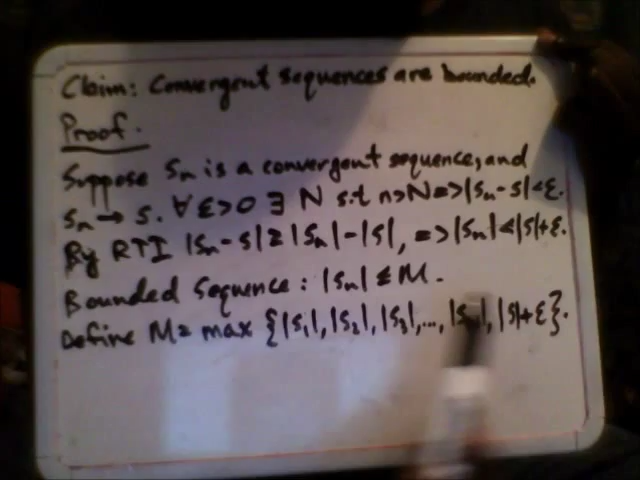 Claim: Convergent sequences are bounded.
Proof.
Suppose Sn is a convergent sequence, and
Sn → S. ∀ ε>0 ∃ N s.t n>N=>|Sn-S|<ε.
By RTI |Sn-S|≥|Sn|-|S|, =>|Sn|<|S|+ε.
Bounded Sequence: |Sn| ≤ M.
Define M= max {|S1|,|S2|,|S3|,..., |S |, |S|+ε}.